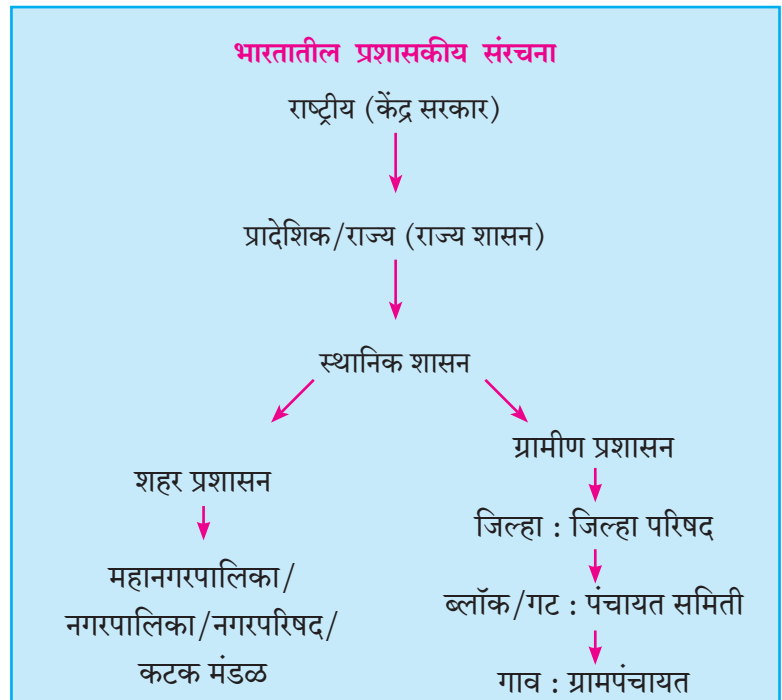 भारतातील प्रशासकीय संरचना
राष्ट्रीय (केंद्र सरकार)
प्रादेशिक/राज्य (राज्य शासन)
स्थानिक शासन
शहर प्रशासन
महानगरपालिका/
नगरपालिका/नगरपरिषद/
कटक मंडळ
ग्रामीण प्रशासन
जिल्हा : जिल्हा परिषद
ब्लॉक/गट : पंचायत समिती
गाव : ग्रामपंचायत